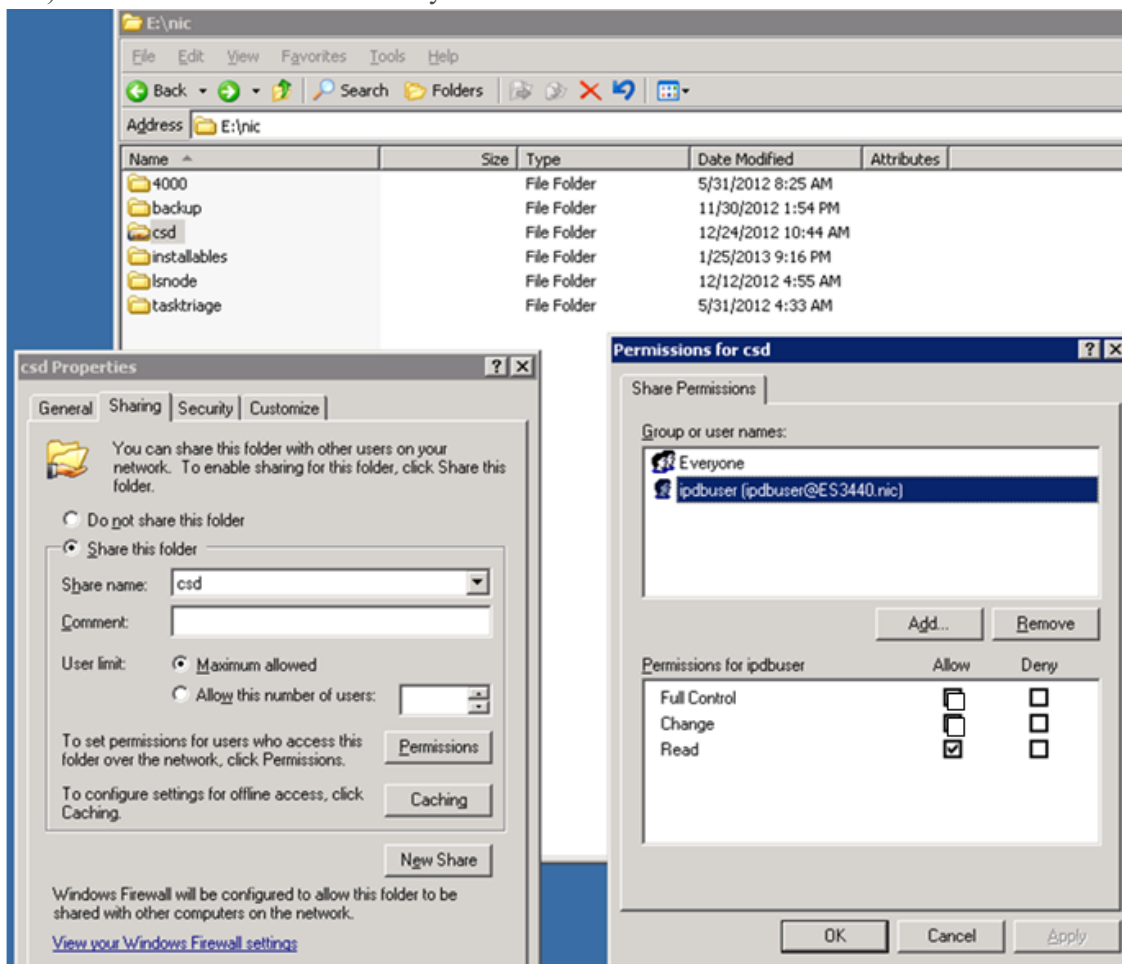 E:\nic
File Edit View Favorites Tools Help
Back Search Folders
Address E:\nic
Name Size Type Date Modified Attributes
4000 File Folder 5/31/2012 8:25 AM
backup File Folder 11/30/2012 1:54 PM
csd File Folder 12/24/2012 10:44 AM
installables File Folder 1/25/2013 9:16 PM
lsnode File Folder 12/12/2012 4:55 AM
tasktriage File Folder 5/31/2012 4:33 AM
csd Properties
General Sharing Security Customize
You can share this folder with other users on your
network. To enable sharing for this folder, click Share this
folder.
Do not share this folder
Share this folder
Share name: csd
Comment:
User limit: Maximum allowed
Allow this number of users:
To set permissions for users who access this
folder over the network, click Permissions.
Permissions
To configure settings for offline access, click
Caching.
Caching
New Share
Windows Firewall will be configured to allow this folder to be
shared with other computers on the network.
View your Windows Firewall settings
Permissions for csd
Share Permissions
Group or user names:
Everyone
ipdbuser (ipdbuser@ES3440.nic)
Add... Remove
Permissions for ipdbuser Allow Deny
Full Control
Change
Read
OK Cancel Apply